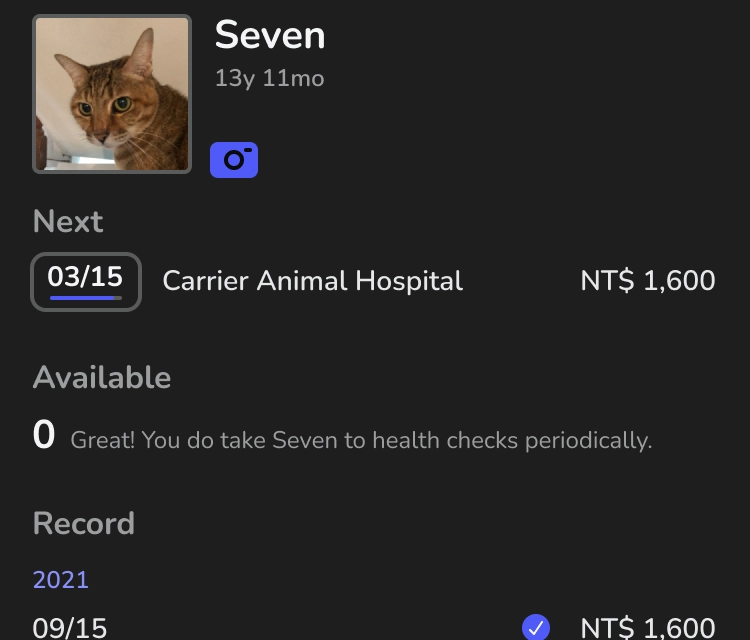 Seven
13y 11mo
Next
03/15 Carrier Animal Hospital NT$ 1,600
Available
0 Great! You do take Seven to health checks periodically.
Record
2021
09/15 NT$ 1,600